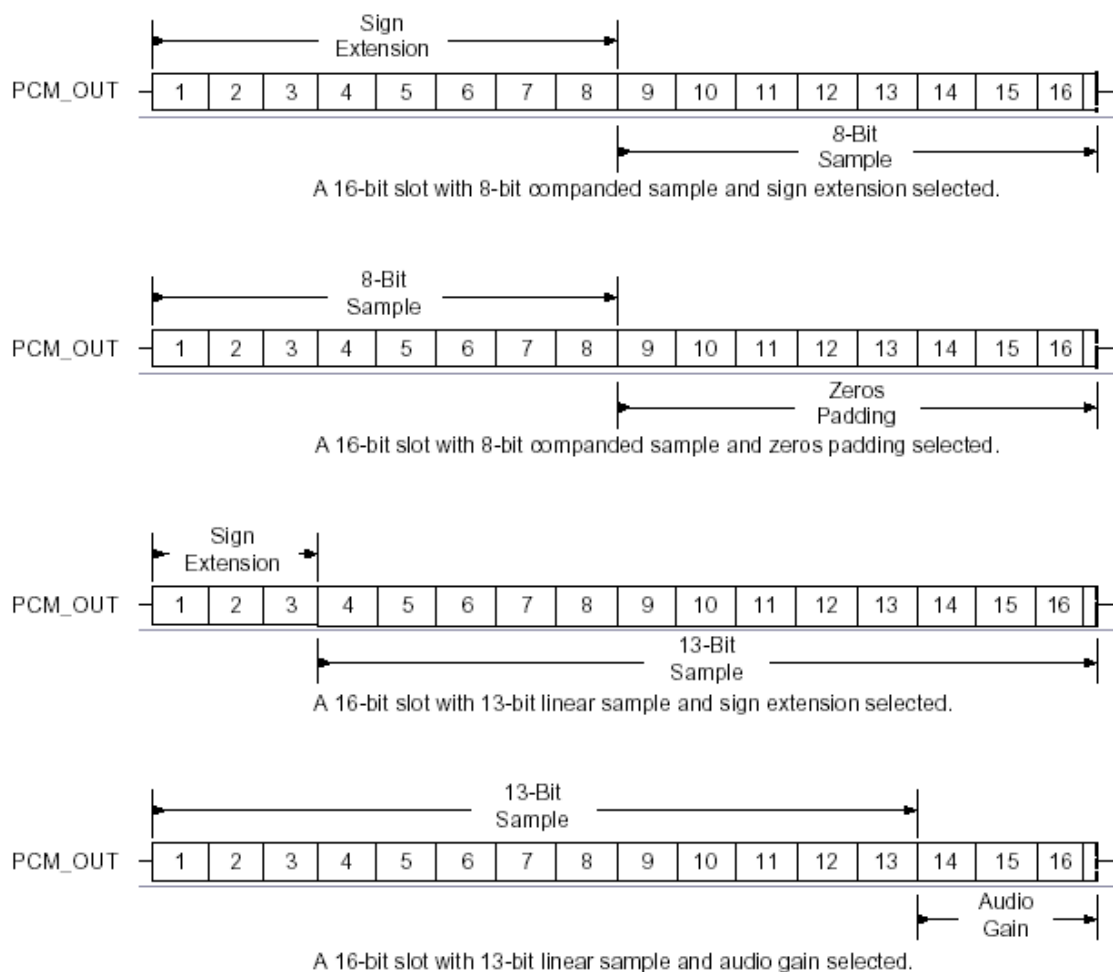 Sign
Extension
PCM_OUT 1 2 3 4 5 6 7 8 9 10 11 12 13 14 15 16
8-Bit
Sample
A 16-bit slot with 8-bit companded sample and sign extension selected.
8-Bit
Sample
PCM_OUT 1 2 3 4 5 6 7 8 9 10 11 12 13 14 15 16
Zeros
Padding
A 16-bit slot with 8-bit companded sample and zeros padding selected.
Sign
Extension
PCM_OUT 1 2 3 4 5 6 7 8 9 10 11 12 13 14 15 16
13-Bit
Sample
A 16-bit slot with 13-bit linear sample and sign extension selected.
13-Bit
Sample
PCM_OUT 1 2 3 4 5 6 7 8 9 10 11 12 13 14 15 16
Audio
Gain
A 16-bit slot with 13-bit linear sample and audio gain selected.